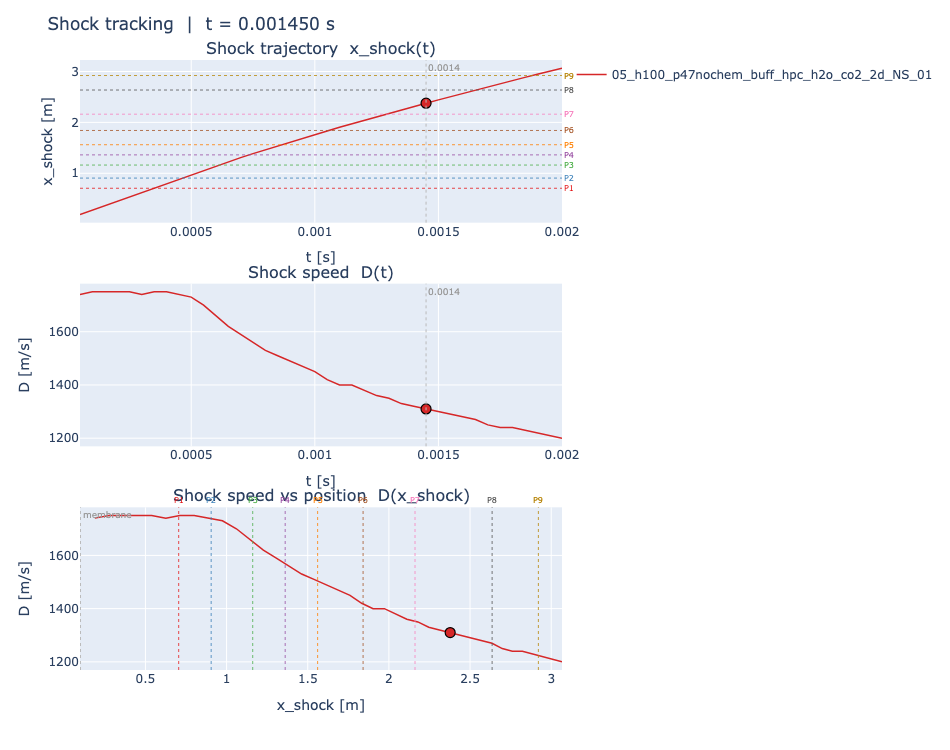 Shock tracking  |  t = 0.001450 s
Shock trajectory  x_shock(t)
0.0014
3
2
1
x_shock [m]
P9
P8
P7
P6
P5
P4
P3
P2
P1
05_h100_p47nochem_buff_hpc_h2o_co2_2d_NS_01
0.0005
0.001
0.0015
0.002
t [s]
Shock speed  D(t)
0.0014
1600
1400
1200
D [m/s]
0.0005
0.001
0.0015
0.002
t [s]
Shock speed vs position  D(x_shock)
P1
P2
P3
P4
P5
P6
P7
P8
P9
membrane
1600
1400
1200
D [m/s]
0.5
1
1.5
2
2.5
3
x_shock [m]